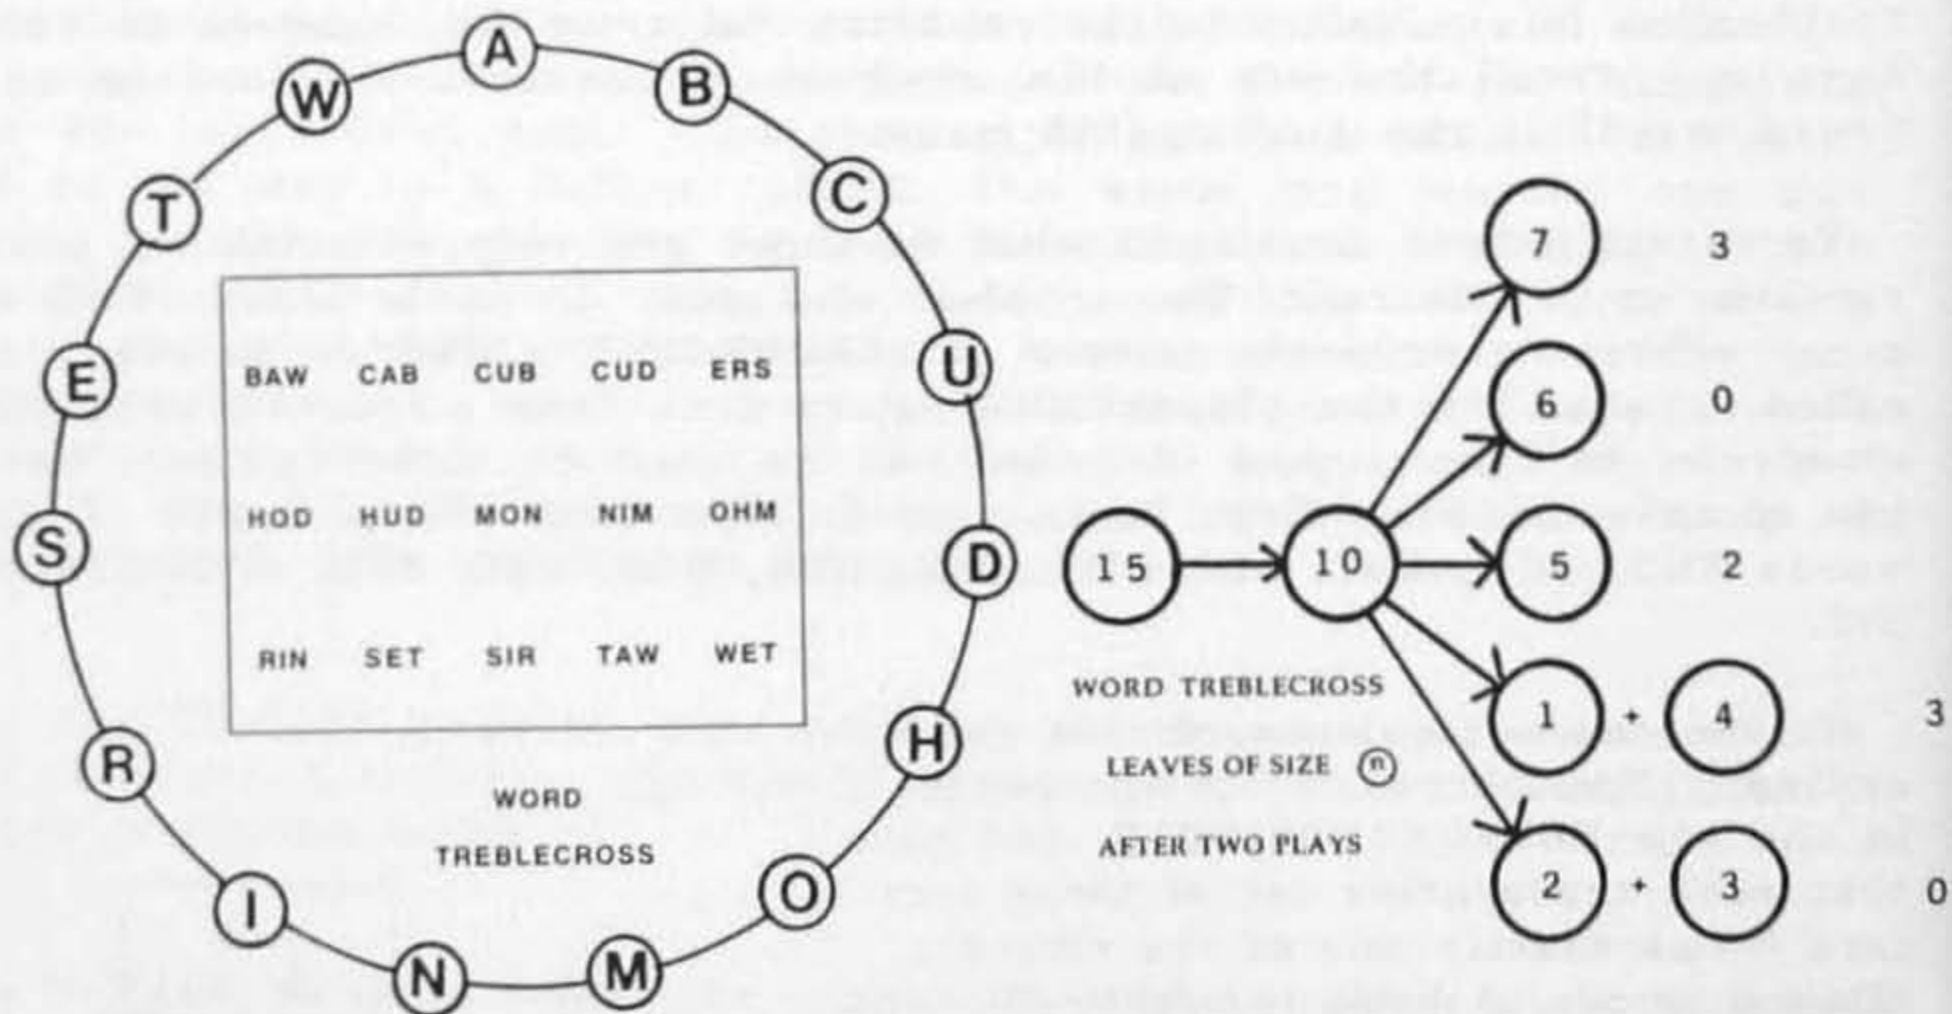 A
B
C
U
D
H
O
M
N
I
R
S
E
T
W
BAW CAB CUB CUD ERS
HOD HUD MON NIM OHM
RIN SET SIR TAW WET
WORD
TREBLECROSS
15
10
7 3
6 0
5 2
1 + 4 3
2 + 3 0
WORD TREBLECROSS
LEAVES OF SIZE n
AFTER TWO PLAYS